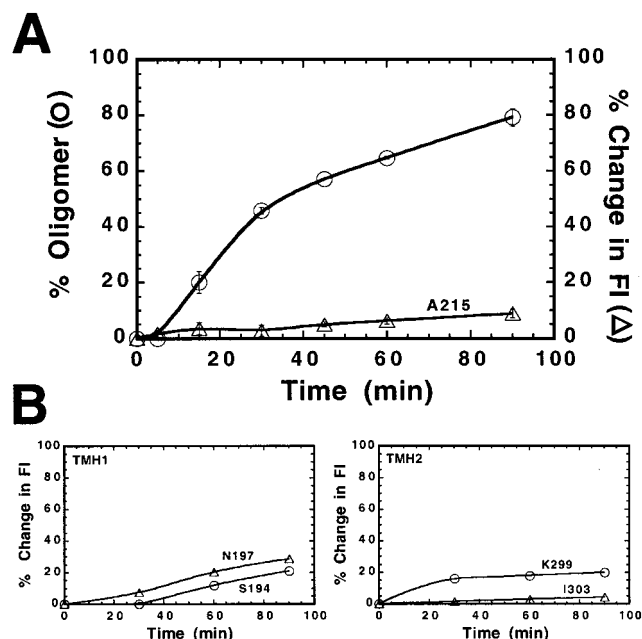 A
% Oligomer (O)
100
80
60
40
20
0
A215
100
80
60
40
20
0
% Change in FI (Δ)
0 20 40 60 80 100
Time (min)
B
% Change in FI
100
80
60
40
20
0
TMH1
N197
S194
0 20 40 60 80 100
Time (min)
% Change in FI
100
80
60
40
20
0
TMH2
K299
I303
0 20 40 60 80 100
Time (min)